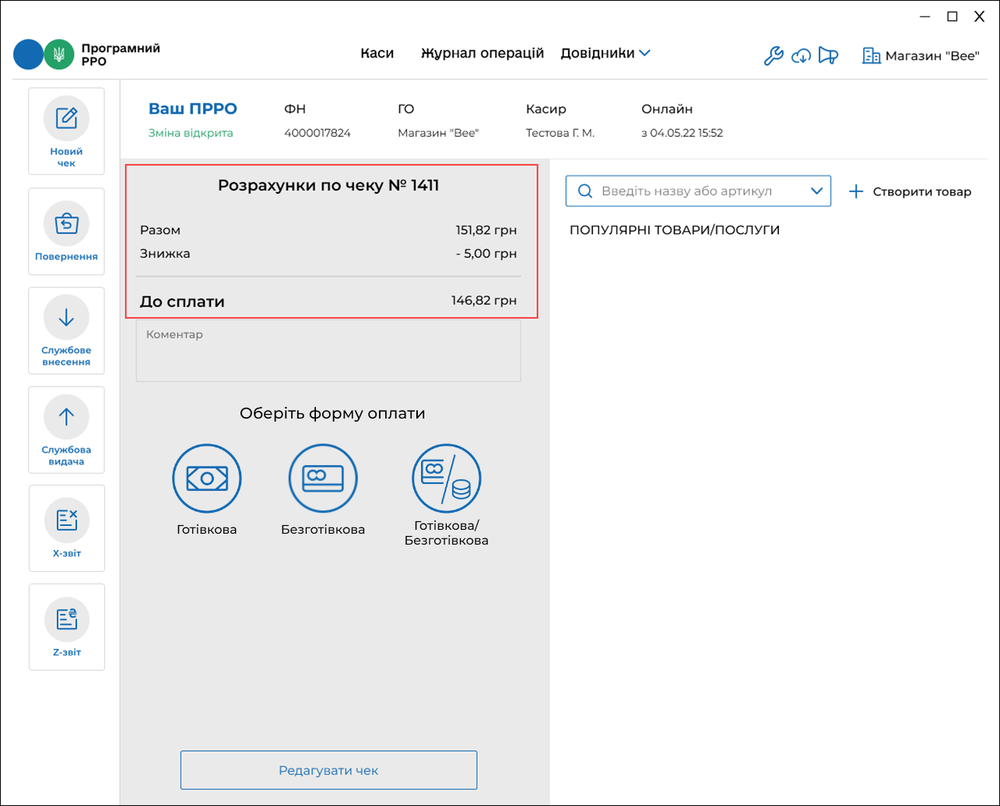 Програмний
РРО
Каси
Журнал операцій
Довідники
Магазин "Вее"
Новий
чек
Повернення
Службове
внесення
Службова
видача
Х-звіт
Z-звіт
Ваш ПРРО
Зміна відкрита
ФН
4000017824
ГО
Магазин "Вее"
Касир
Тестова Г. М.
Онлайн
з 04.05.22 15:52
Розрахунки по чеку № 1411
Разом 151,82 грн
Знижка - 5,00 грн
До сплати 146,82 грн
Коментар
Оберіть форму оплати
Готівкова
Безготівкова
Готівкова/
Безготівкова
Редагувати чек
Введіть назву або артикул
Створити товар
ПОПУЛЯРНІ ТОВАРИ/ПОСЛУГИ